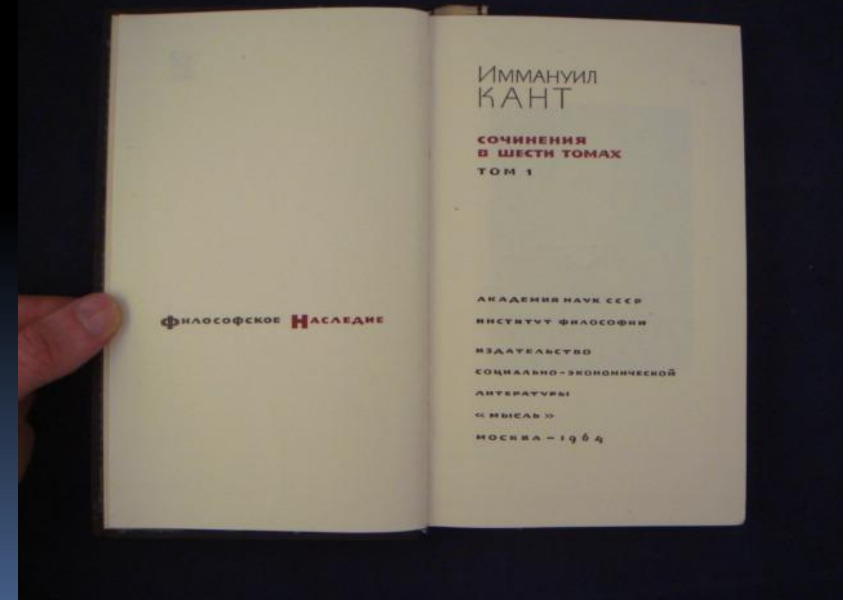 Философское Наследие
Иммануил
КАНТ
СОЧИНЕНИЯ
В ШЕСТИ ТОМАХ
ТОМ 1
АКАДЕМИЯ НАУК СССР
ИНСТИТУТ ФИЛОСОФИИ
ИЗДАТЕЛЬСТВО
СОЦИАЛЬНО-ЭКОНОМИЧЕСКОЙ
ЛИТЕРАТУРЫ
« МЫСЛЬ »
МОСКВА – 1964